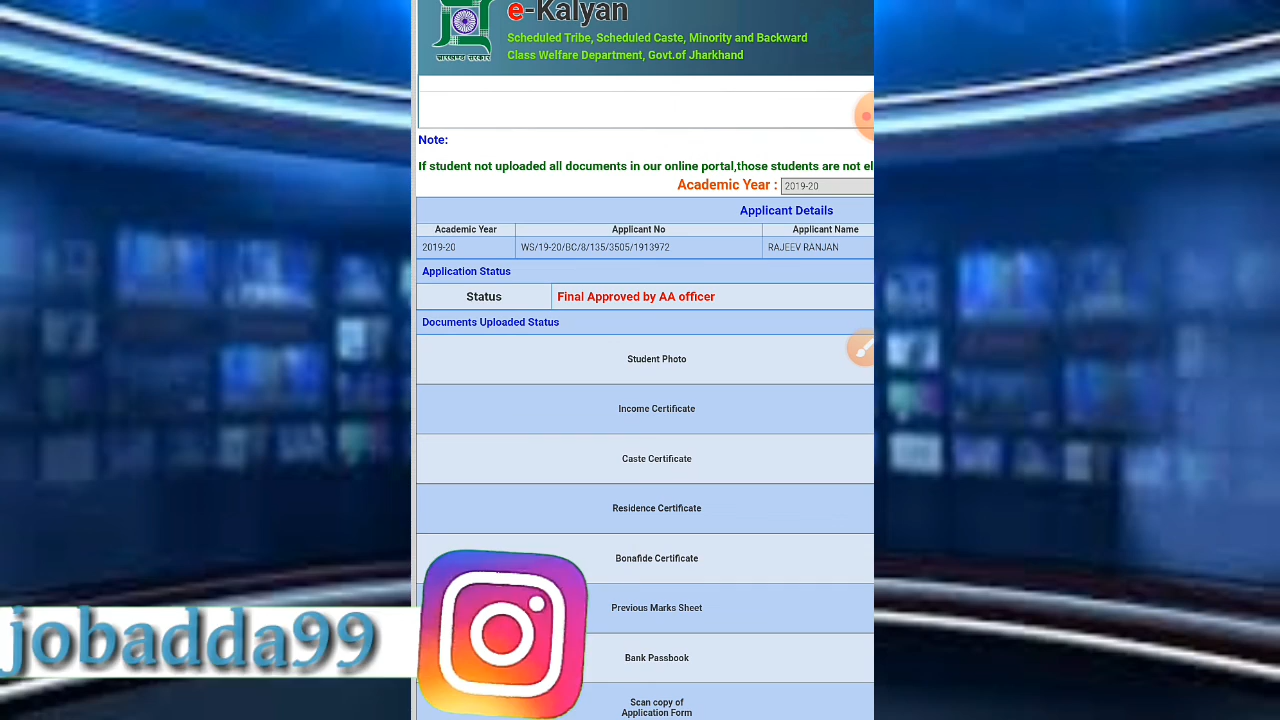 e-Kalyan
Scheduled Tribe, Scheduled Caste, Minority and Backward
Class Welfare Department, Govt.of Jharkhand
Note:
If student not uploaded all documents in our online portal,those students are not el
Academic Year : 2019-20
Applicant Details
Academic Year Applicant No Applicant Name
2019-20 WS/19-20/BC/8/135/3505/1913972 RAJEEV RANJAN
Application Status
Status Final Approved by AA officer
Documents Uploaded Status
Student Photo
Income Certificate
Caste Certificate
Residence Certificate
Bonafide Certificate
Previous Marks Sheet
Bank Passbook
Scan copy of
Application Form
jobadda99